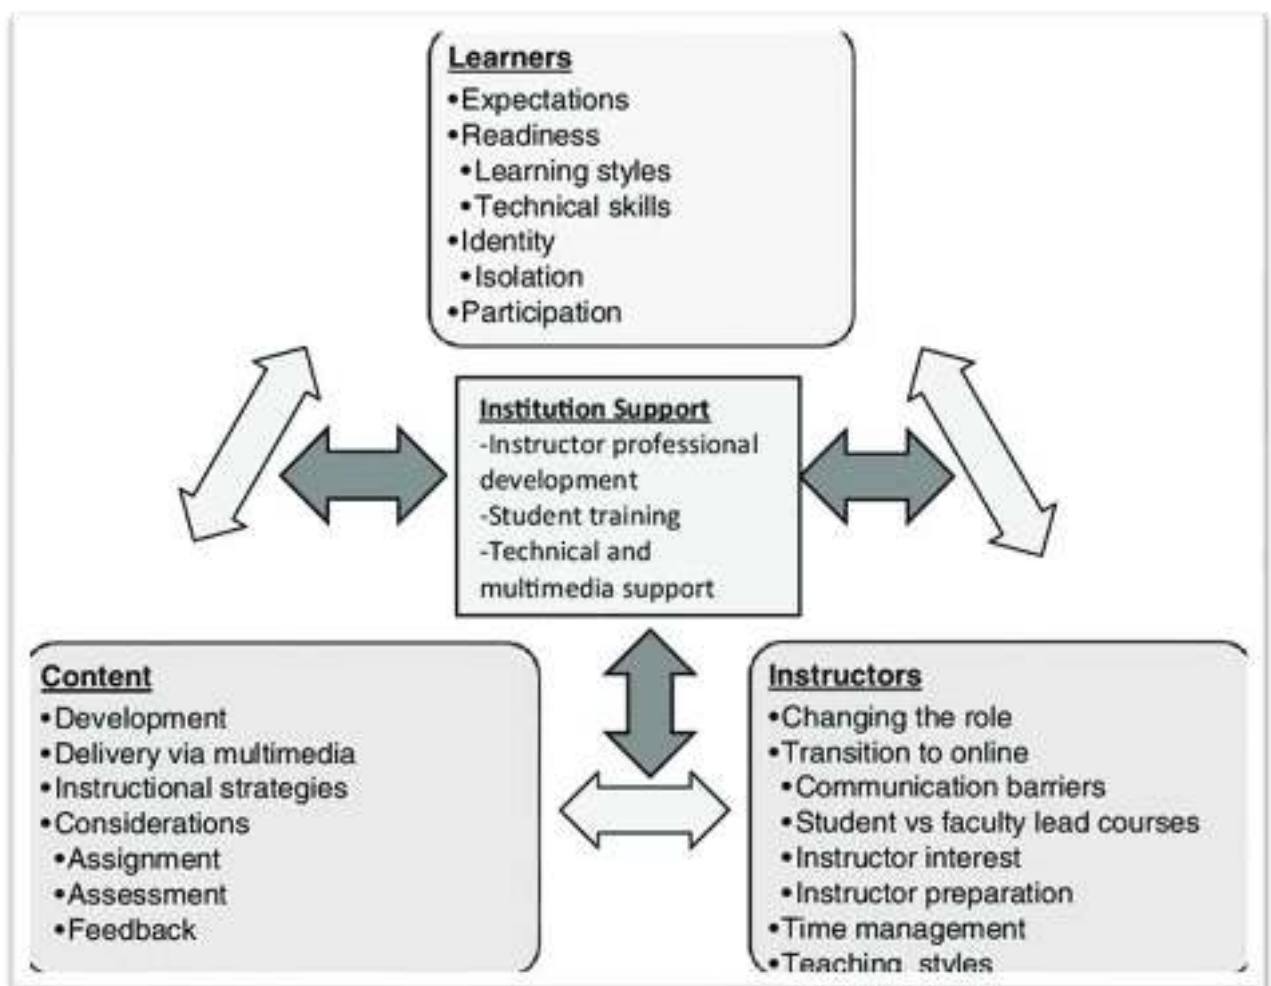 Learners
•Expectations
•Readiness
•Learning styles
•Technical skills
•Identity
•Isolation
•Participation
Institution Support
-Instructor professional
development
-Student training
-Technical and
multimedia support
Content
•Development
•Delivery via multimedia
•Instructional strategies
•Considerations
•Assignment
•Assessment
•Feedback
Instructors
•Changing the role
•Transition to online
•Communication barriers
•Student vs faculty lead courses
•Instructor interest
•Instructor preparation
•Time management
•Teaching styles